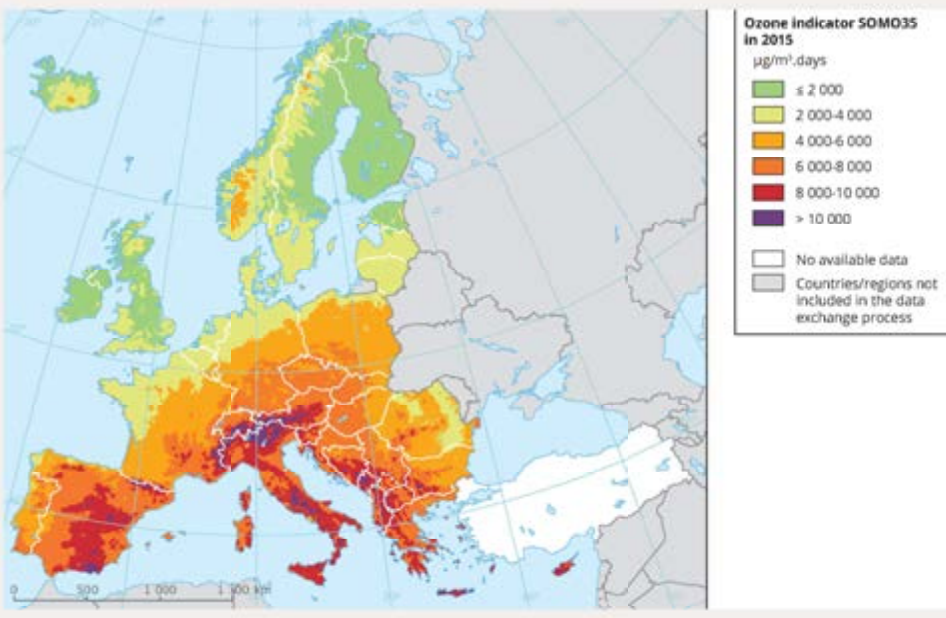 Ozone indicator SOMO35
in 2015
µg/m³.days
≤ 2 000
2 000-4 000
4 000-6 000
6 000-8 000
8 000-10 000
> 10 000
No available data
Countries/regions not
included in the data
exchange process
0 500 1 000 1 500 km